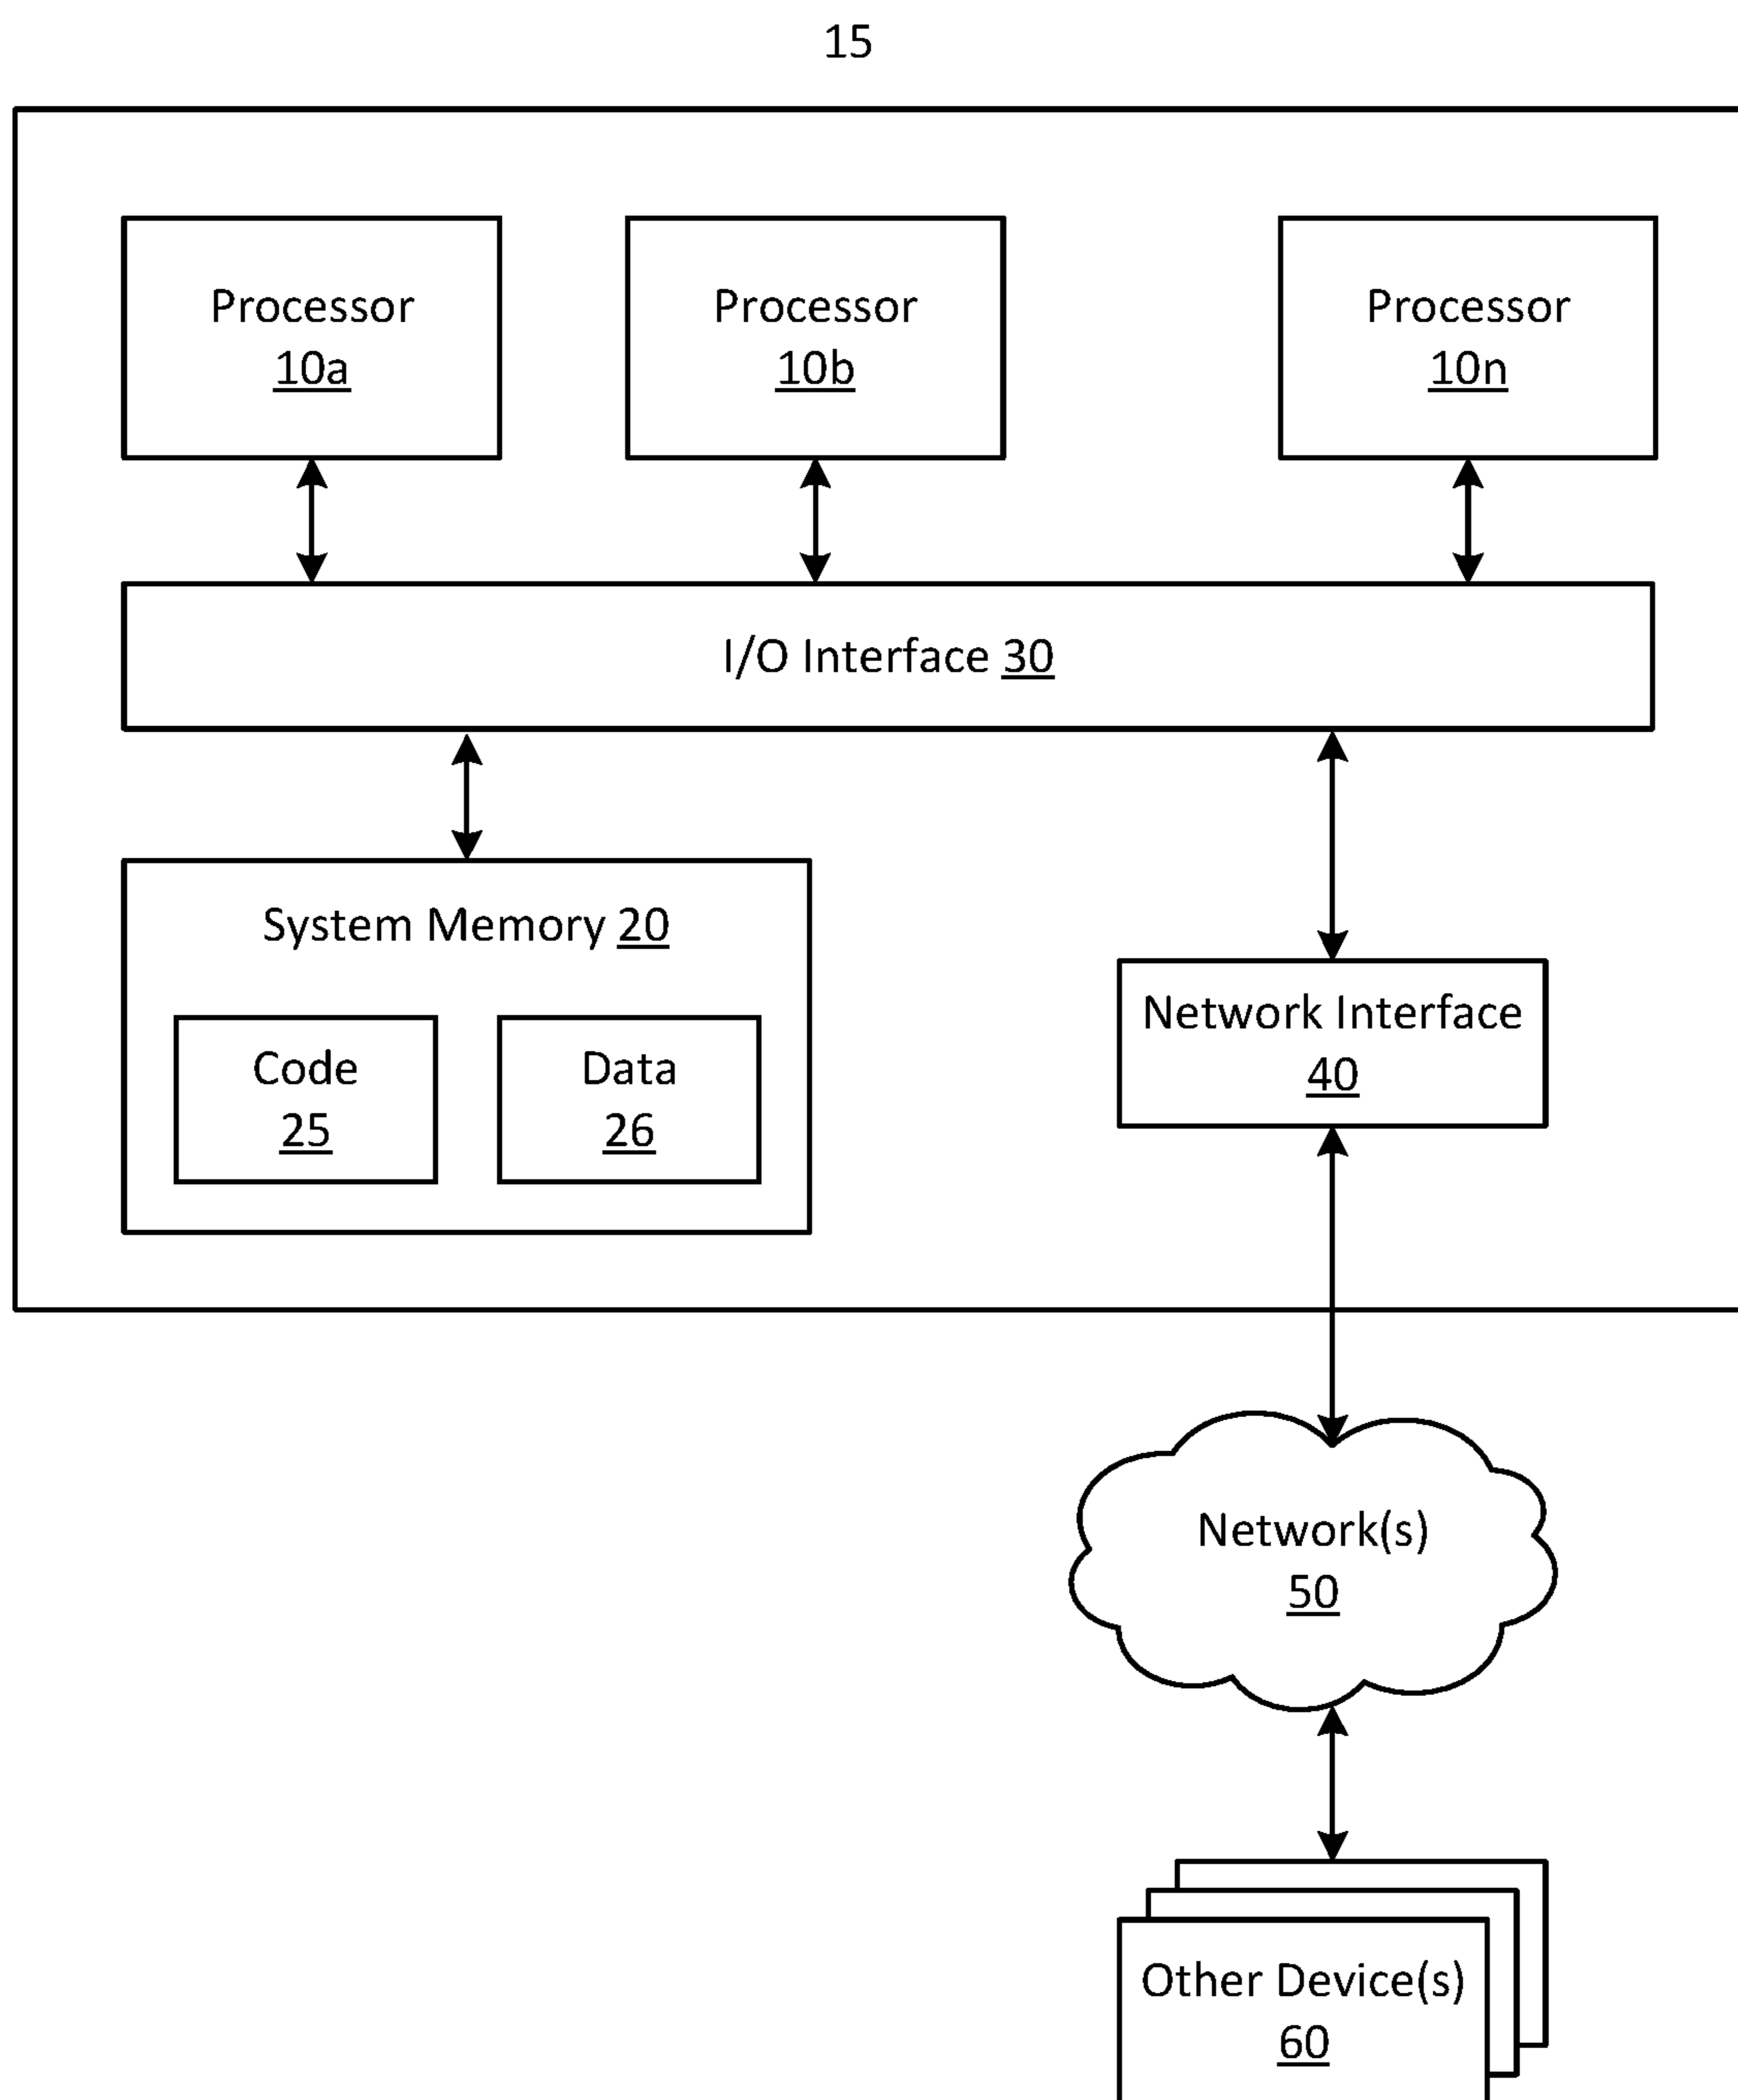 15
Processor
10a
Processor
10b
Processor
10n
I/O Interface 30
System Memory 20
Code
25
Data
26
Network Interface
40
Network(s)
50
Other Device(s)
60